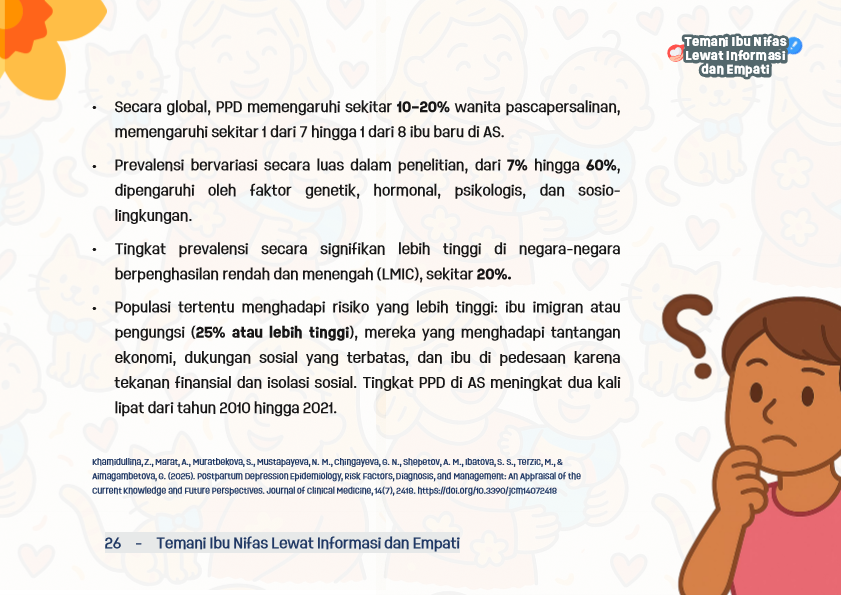 Temani Ibu Nifas
Lewat Informasi
dan Empati
• Secara global, PPD memengaruhi sekitar 10-20% wanita pascapersalinan,
memengaruhi sekitar 1 dari 7 hingga 1 dari 8 ibu baru di AS.
• Prevalensi bervariasi secara luas dalam penelitian, dari 7% hingga 60%,
dipengaruhi oleh faktor genetik, hormonal, psikologis, dan sosio-
lingkungan.
• Tingkat prevalensi secara signifikan lebih tinggi di negara-negara
berpenghasilan rendah dan menengah (LMIC), sekitar 20%.
• Populasi tertentu menghadapi risiko yang lebih tinggi: ibu imigran atau
pengungsi (25% atau lebih tinggi), mereka yang menghadapi tantangan
ekonomi, dukungan sosial yang terbatas, dan ibu di pedesaan karena
tekanan finansial dan isolasi sosial. Tingkat PPD di AS meningkat dua kali
lipat dari tahun 2010 hingga 2021.
Khamidullina, Z., Marat, A., Muratbekova, S., Mustapayeva, N. M., Chingayeva, G. N., Shepetov, A. M., Ibatova, S. S., Terzic, M., &
Aimagambetova, G. (2025). Postpartum Depression Epidemiology, Risk Factors, Diagnosis, and Management: An Appraisal of the
Current Knowledge and Future Perspectives. Journal of Clinical Medicine, 14(7), 2418. https://doi.org/10.3390/jcm14072418
26 - Temani Ibu Nifas Lewat Informasi dan Empati